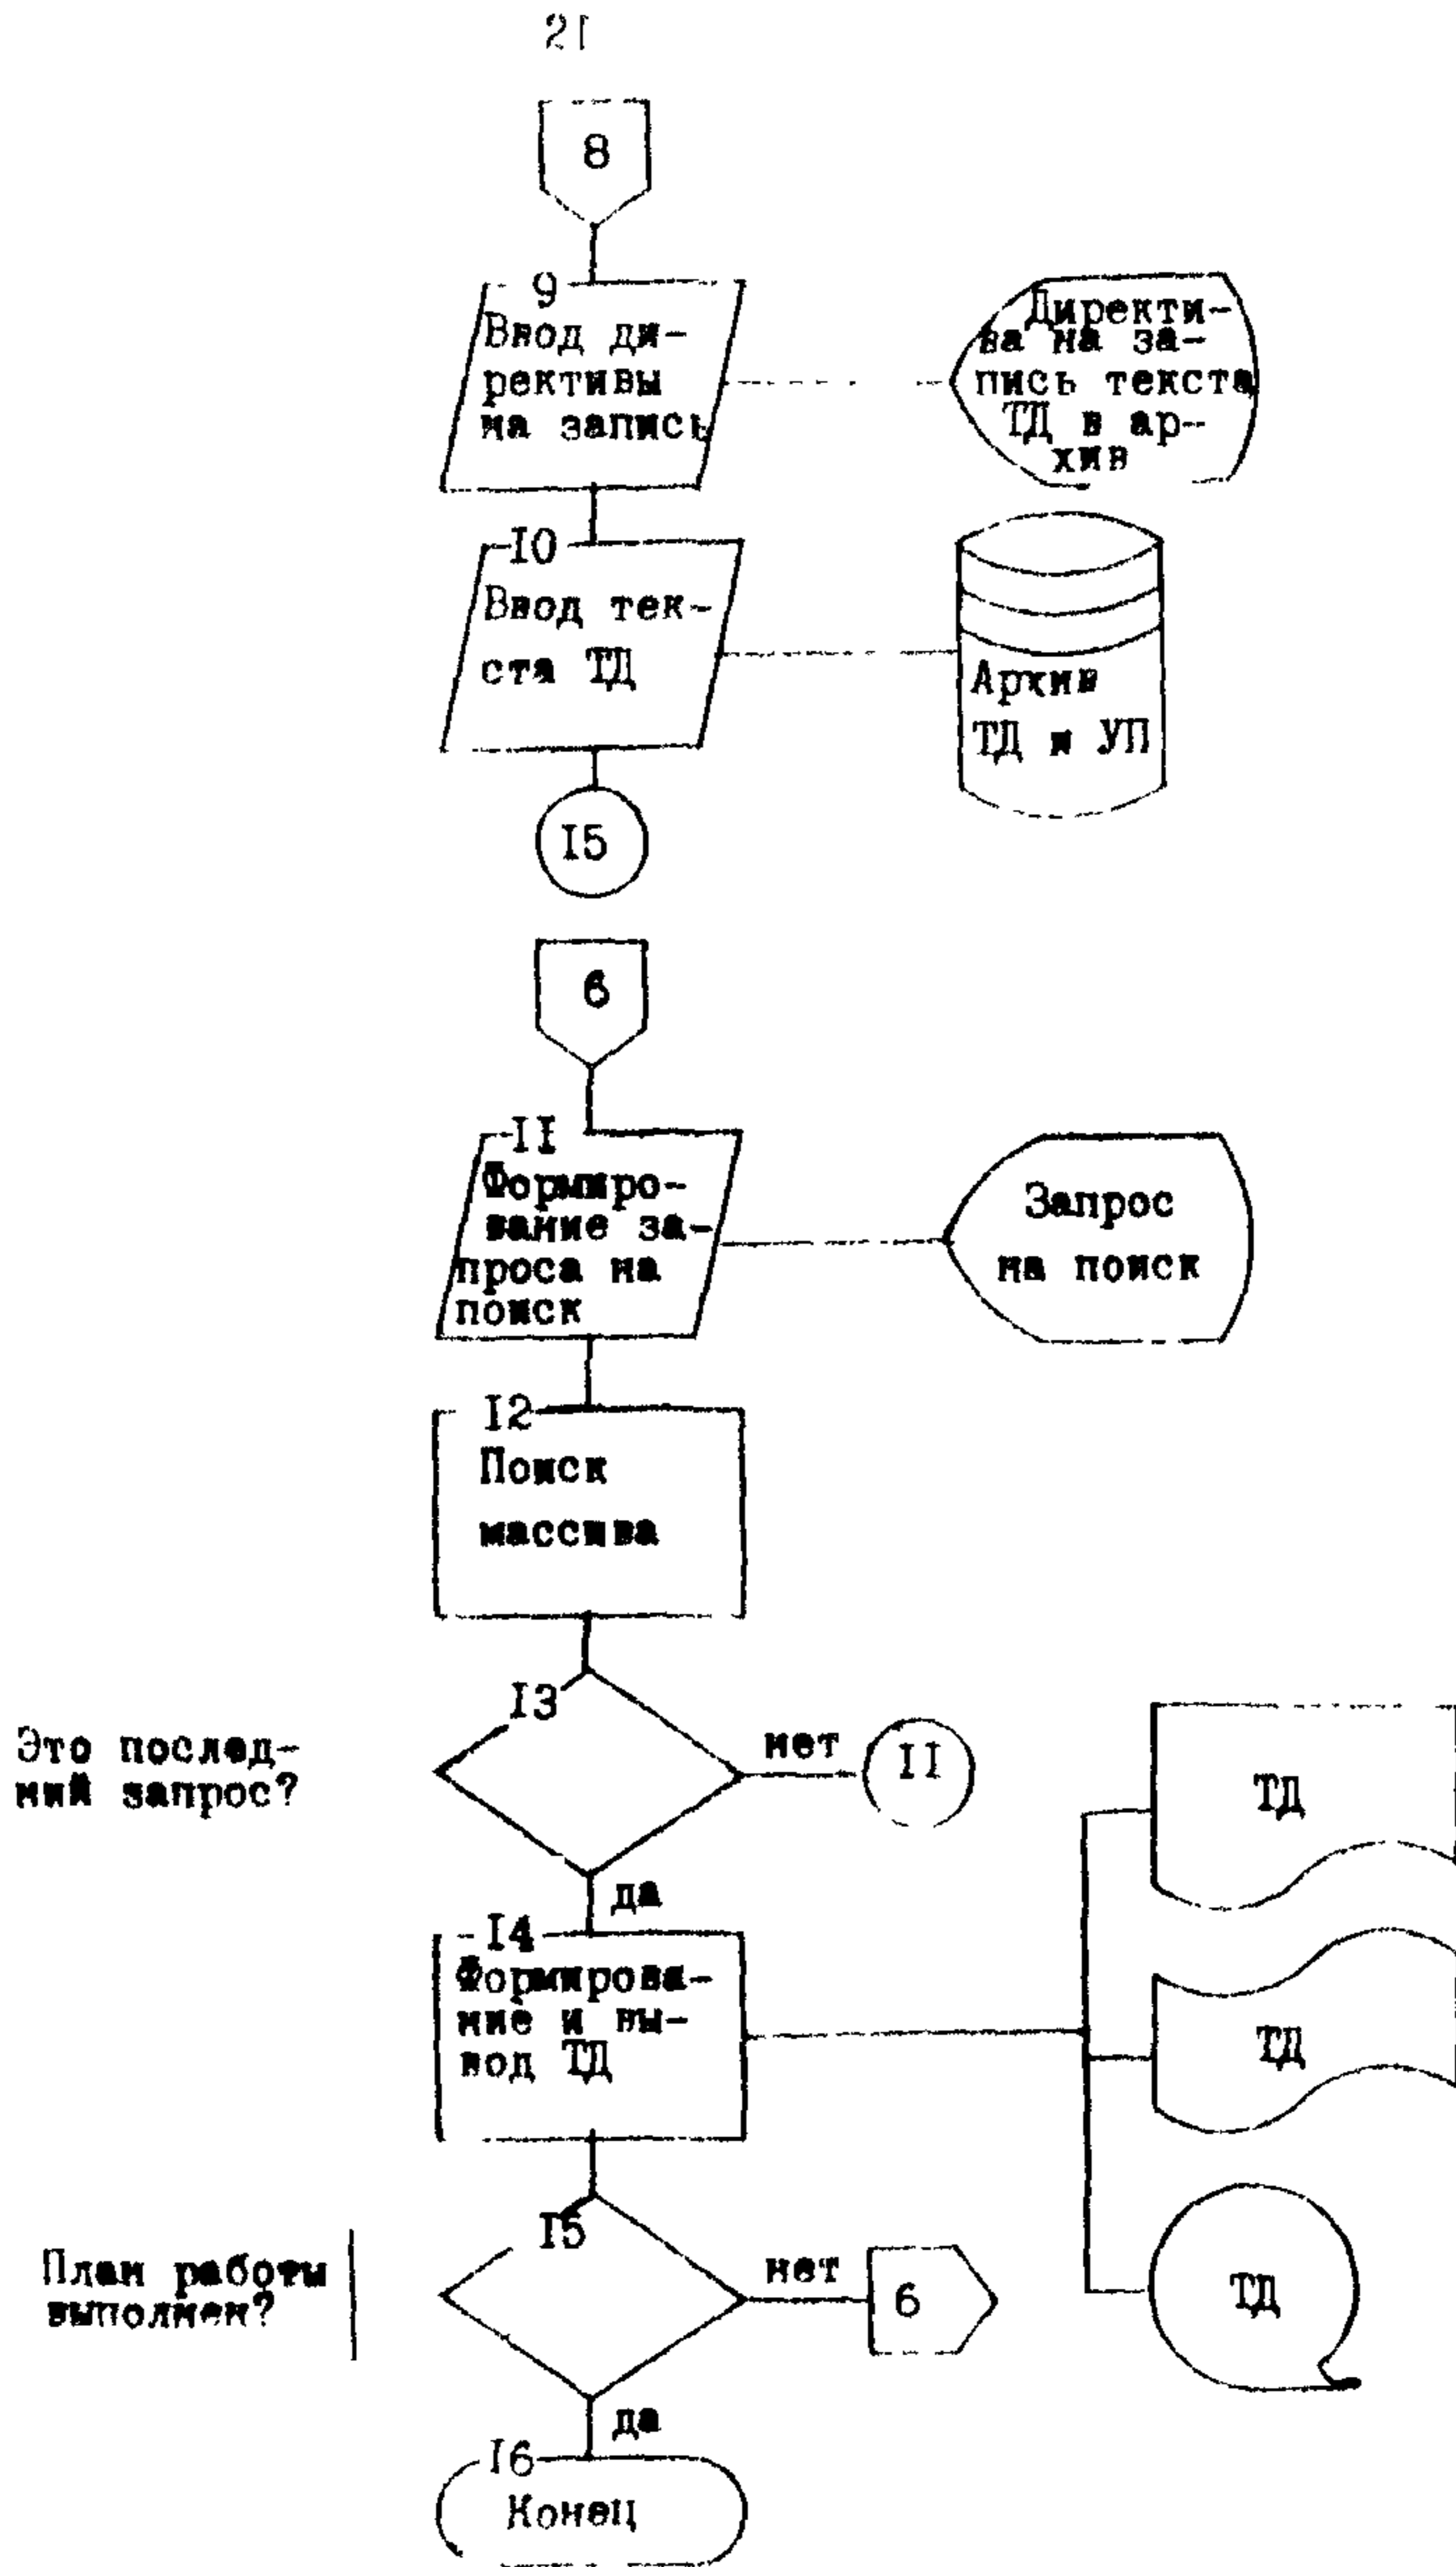 21
8
9
Ввод ди-
рективы
на запись
Директи-
ва на за-
пись текста
ТД в ар-
хив
10
Ввод тек-
ста ТД
Архив
ТД и УП
15
6
11
Формиро-
вание за-
проса на
поиск
Запрос
на поиск
12
Поиск
массива
13
Это послед-
ний запрос?
нет
11
да
ТД
14
Формирова-
ние и вы-
вод ТД
ТД
15
План работы
выполнен?
нет
6
ТД
да
16
Конец